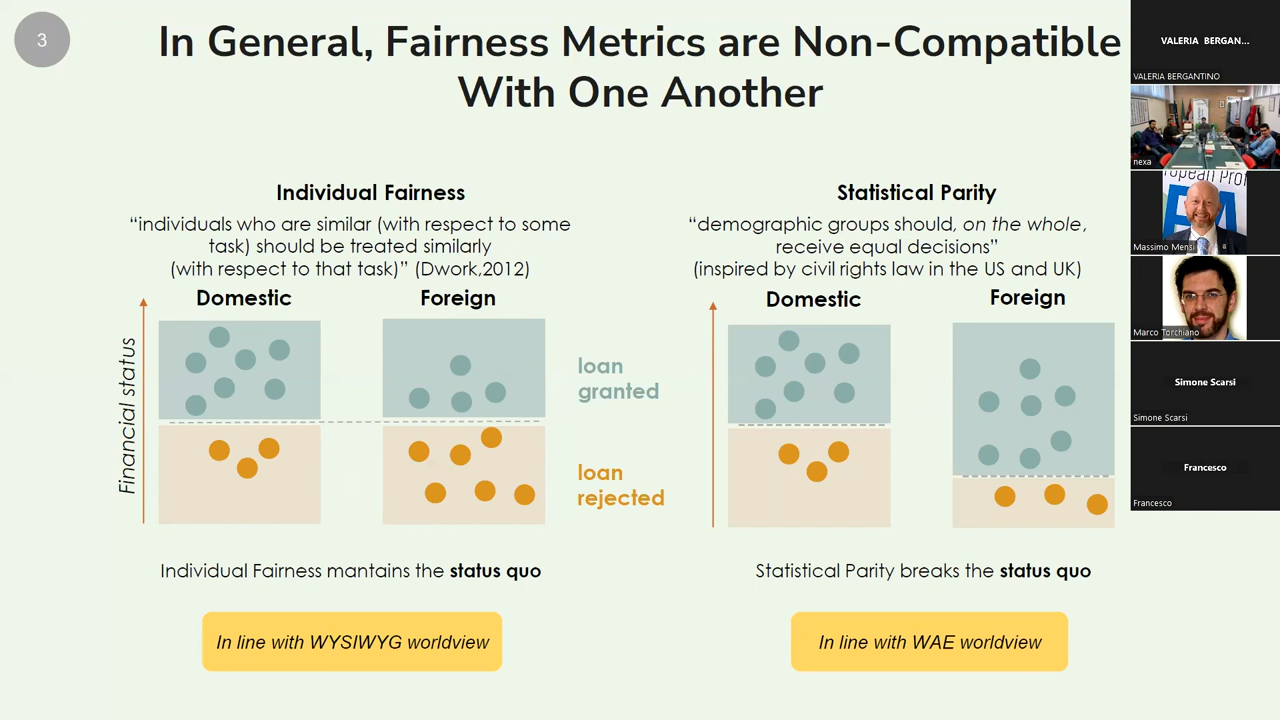 3
In General, Fairness Metrics are Non-Compatible
With One Another
Individual Fairness
“individuals who are similar (with respect to some
task) should be treated similarly
(with respect to that task)” (Dwork,2012)
Domestic
Foreign
Financial status
loan
granted
loan
rejected
Individual Fairness mantains the status quo
In line with WYSIWYG worldview
Statistical Parity
“demographic groups should, on the whole,
receive equal decisions”
(inspired by civil rights law in the US and UK)
Domestic
Foreign
Statistical Parity breaks the status quo
In line with WAE worldview
VALERIA BERGAN...
VALERIA BERGANTINO
nexa
Massimo Mensi
Marco Torchiano
Simone Scarsi
Simone Scarsi
Francesco
Francesco